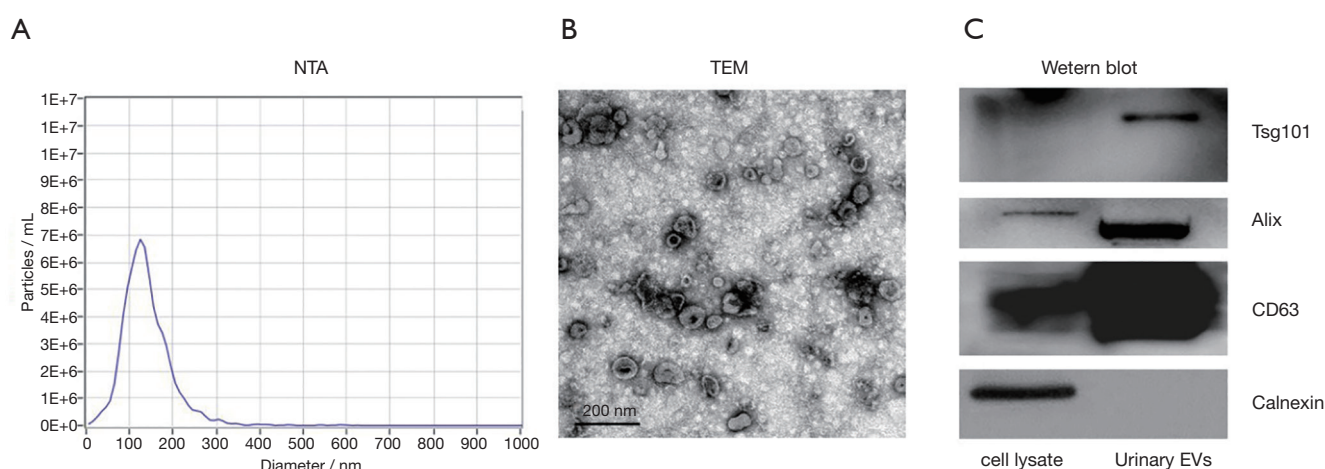 A
B
C
NTA
TEM
Wetern blot
1E+7
1E+7
1E+7
9E+6
8E+6
7E+6
6E+6
5E+6
4E+6
3E+6
2E+6
1E+6
0E+0
Particles / mL
0 100 200 300 400 500 600 700 800 900 1000
Diameter / nm
200 nm
Tsg101
Alix
CD63
Calnexin
cell lysate
Urinary EVs